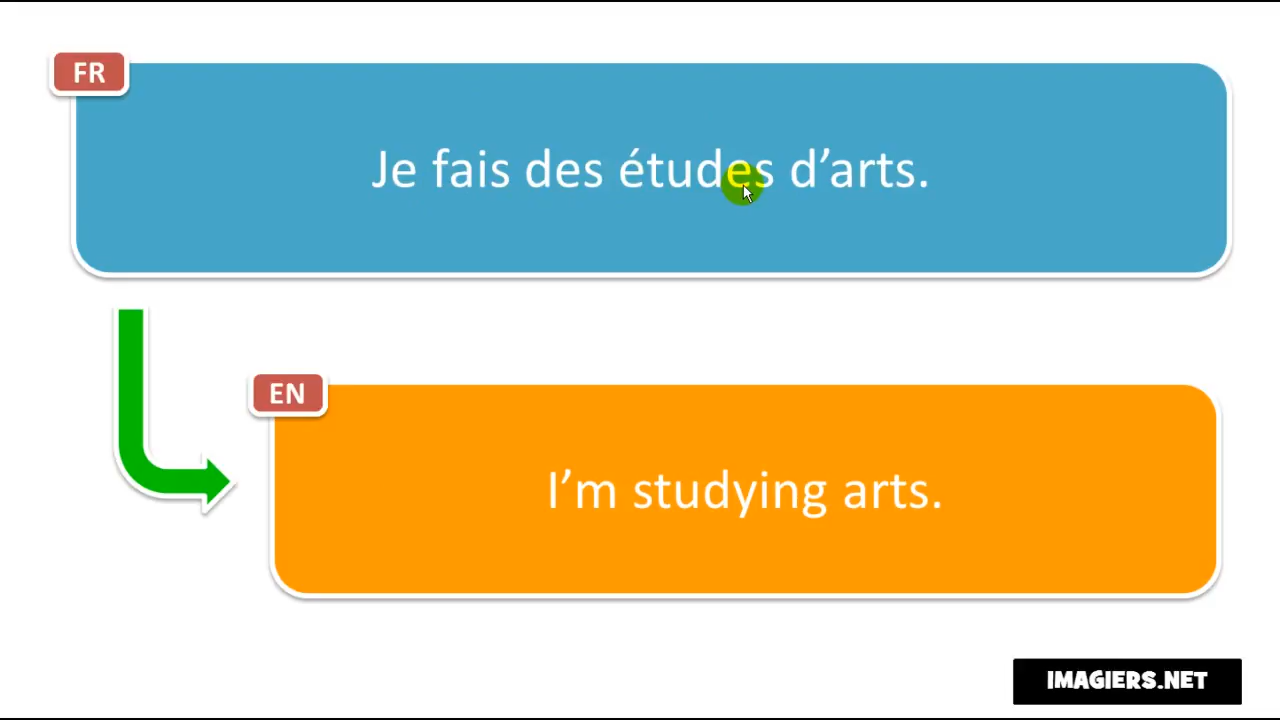 FR
Je fais des études d’arts.
EN
I’m studying arts.
IMAGIERS.NET